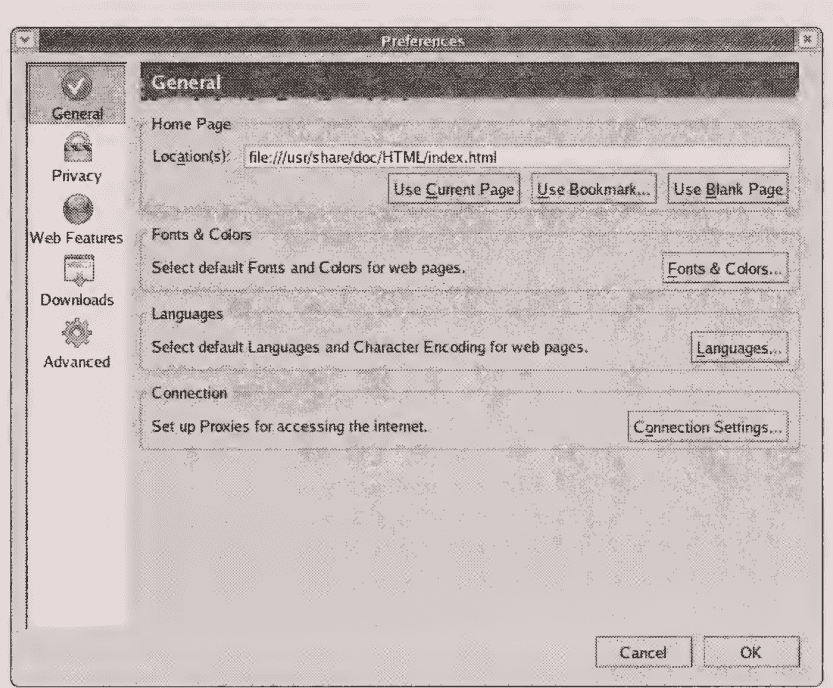 Preferences
General
Privacy
Web Features
Downloads
Advanced
General
Home Page
Location(s): file:///usr/share/doc/HTML/index.html
Use Current Page Use Bookmark... Use Blank Page
Fonts & Colors
Select default Fonts and Colors for web pages. Fonts & Colors...
Languages
Select default Languages and Character Encoding for web pages. Languages...
Connection
Set up Proxies for accessing the internet. Connection Settings...
Cancel OK